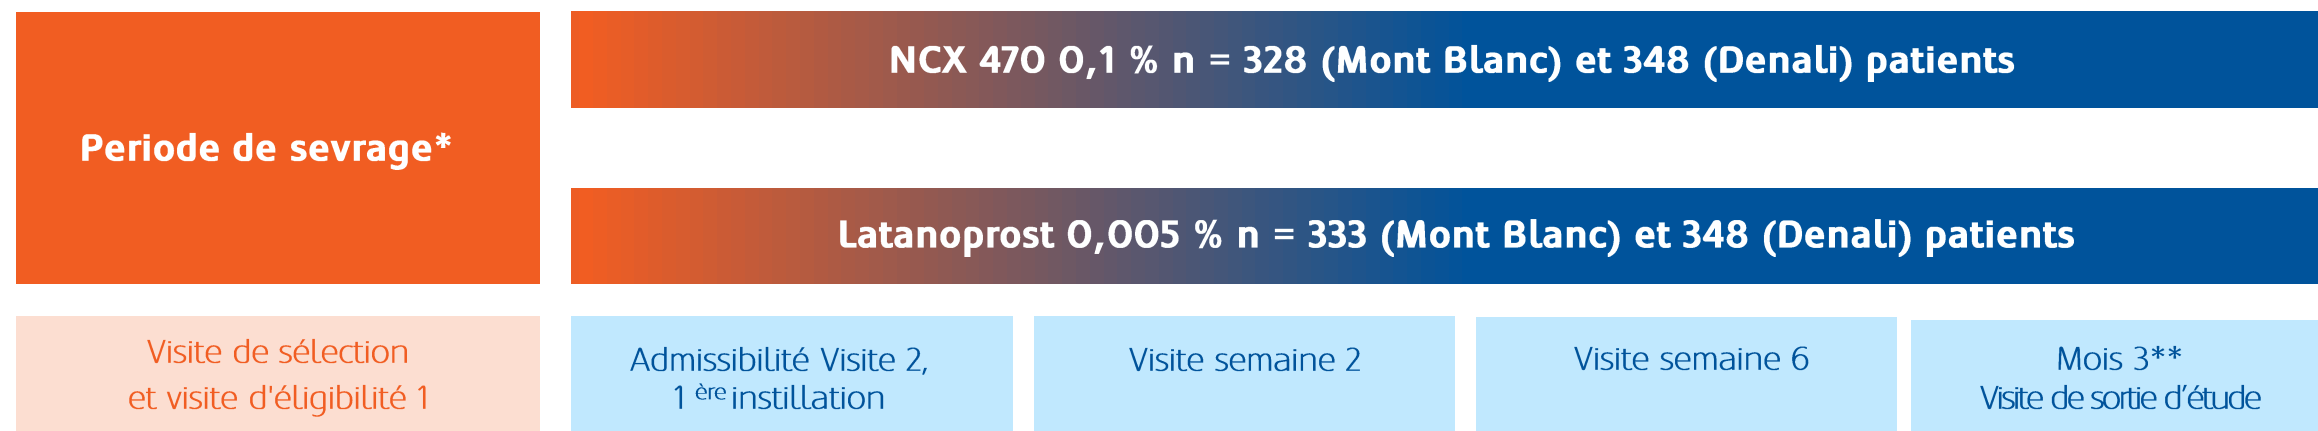 Periode de sevrage*
NCX 470 0,1 % n = 328 (Mont Blanc) et 348 (Denali) patients
Latanoprost 0,005 % n = 333 (Mont Blanc) et 348 (Denali) patients
Visite de sélection
et visite d'éligibilité 1
Admissibilité Visite 2,
1 ère instillation
Visite semaine 2
Visite semaine 6
Mois 3**
Visite de sortie d’étude